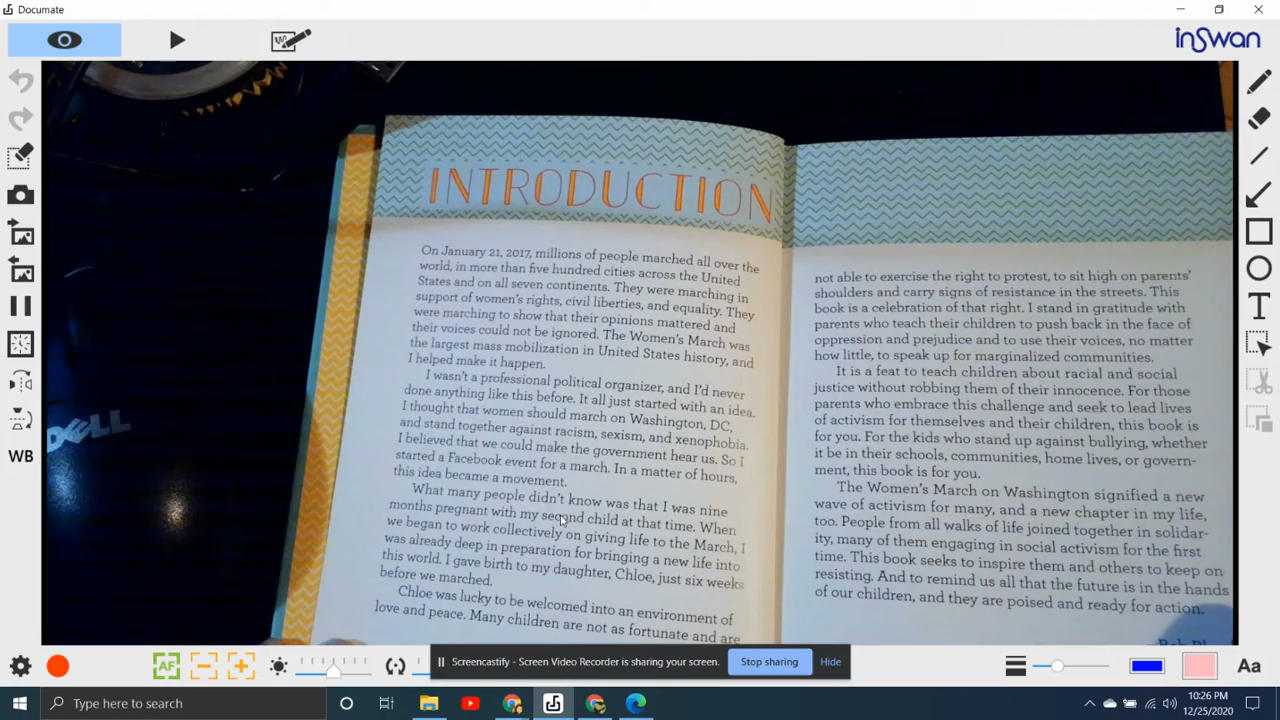 Documate
inSwan
INTRODUCTION
On January 21, 2017, millions of people marched all over the
world, in more than five hundred cities across the United
States and on all seven continents. They were marching in
support of women's rights, civil liberties, and equality. They
were marching to show that their opinions mattered and
their voices could not be ignored. The Women's March was
the largest mass mobilization in United States history, and
I helped make it happen.
I wasn't a professional political organizer, and I'd never
done anything like this before. It all just started with an idea.
I thought that women should march on Washington, DC,
and stand together against racism, sexism, and xenophobia.
I believed that we could make the government hear us. So I
started a Facebook event for a march. In a matter of hours,
this idea became a movement.
What many people didn't know was that I was nine
months pregnant with my second child at that time. When
we began to work collectively on giving life to the March, I
was already deep in preparation for bringing a new life into
this world. I gave birth to my daughter, Chloe, just six weeks
before we marched.
Chloe was lucky to be welcomed into an environment of
love and peace. Many children are not as fortunate and are
not able to exercise the right to protest, to sit high on parents'
shoulders and carry signs of resistance in the streets. This
book is a celebration of that right. I stand in gratitude with
parents who teach their children to push back in the face of
oppression and prejudice and to use their voices, no matter
how little, to speak up for marginalized communities.
It is a feat to teach children about racial and social
justice without robbing them of their innocence. For those
parents who embrace this challenge and seek to lead lives
of activism for themselves and their children, this book is
for you. For the kids who stand up against bullying, whether
it be in their schools, communities, home lives, or govern-
ment, this book is for you.
The Women's March on Washington signified a new
wave of activism for many, and a new chapter in my life,
too. People from all walks of life joined together in solidar-
ity, many of them engaging in social activism for the first
time. This book seeks to inspire them and others to keep on
resisting. And to remind us all that the future is in the hands
of our children, and they are poised and ready for action.
DELL
WB
T
AF
Screencastify - Screen Video Recorder is sharing your screen.
Stop sharing
Hide
Aa
Type here to search
10:26 PM
12/25/2020